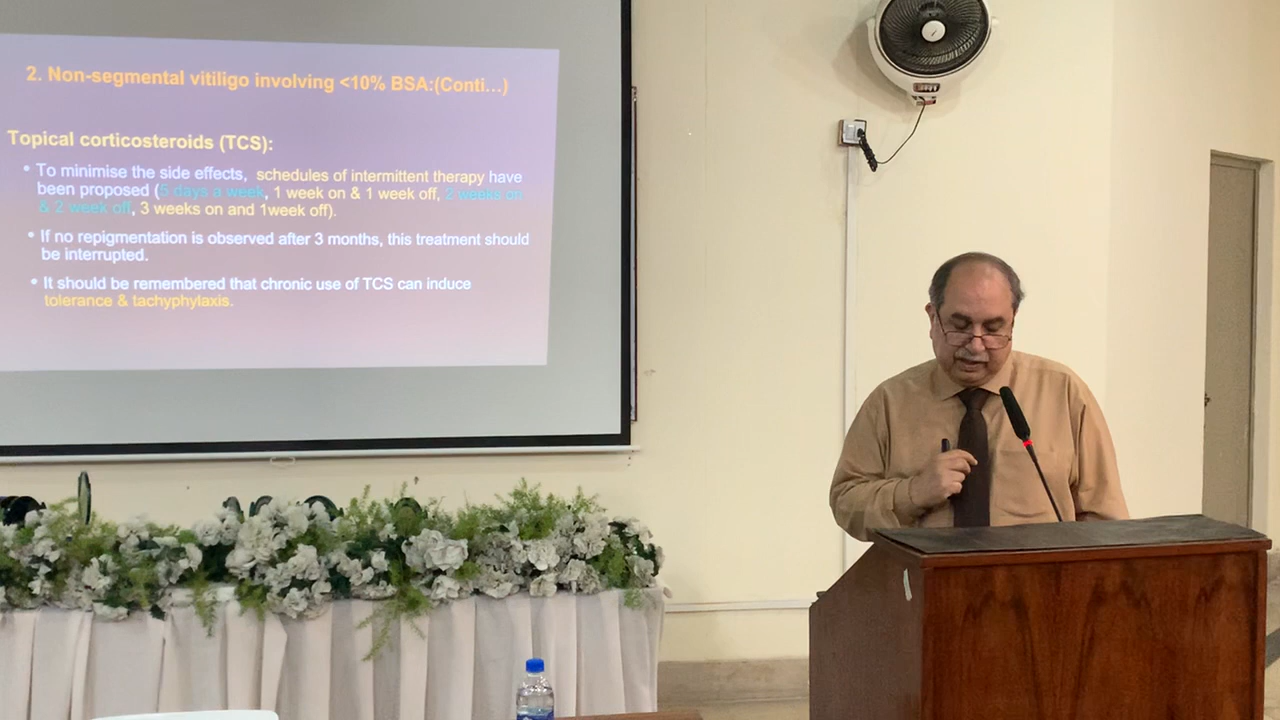 2. Non-segmental vitiligo involving <10% BSA:(Conti...)
Topical corticosteroids (TCS):
• To minimise the side effects, schedules of intermittent therapy have
been proposed (5 days a week, 1 week on & 1 week off, 2 weeks on
& 2 week off, 3 weeks on and 1week off).
• If no repigmentation is observed after 3 months, this treatment should
be interrupted.
• It should be remembered that chronic use of TCS can induce
tolerance & tachyphylaxis.